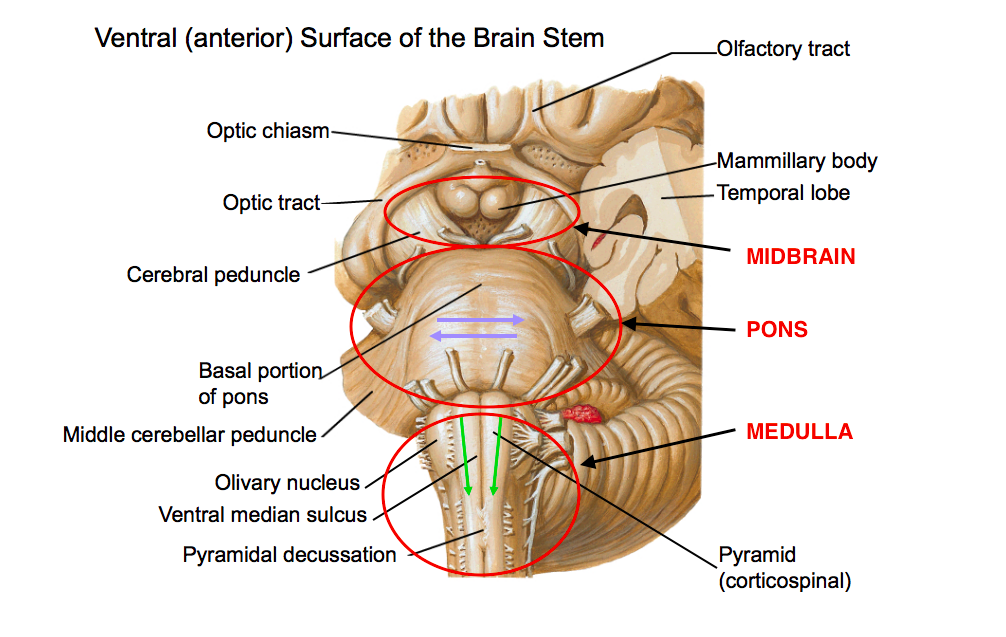 Ventral (anterior) Surface of the Brain Stem
Olfactory tract
Optic chiasm
Mammillary body
Temporal lobe
Optic tract
MIDBRAIN
Cerebral peduncle
PONS
Basal portion
of pons
Middle cerebellar peduncle
MEDULLA
Olivary nucleus
Ventral median sulcus
Pyramidal decussation
Pyramid
(corticospinal)